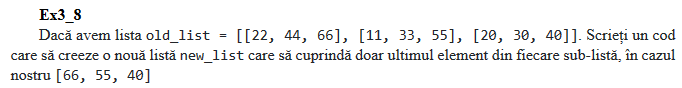 Ex3_8
Dacă avem lista old_list = [[22, 44, 66], [11, 33, 55], [20, 30, 40]]. Scrieți un cod
care să creeze o nouă listă new_list care să cuprindă doar ultimul element din fiecare sub-listă, în cazul
nostru [66, 55, 40]